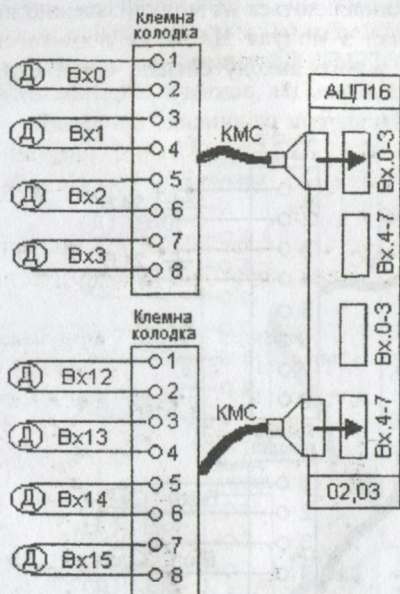 Клемна
колодка
Д Вх0
1
2
Д Вх1
3
4
Д Вх2
5
6
Д Вх3
7
8
КМС
АЦП16
Вх.0-3
Вх.4-7
Вх.0-3
Вх.4-7
02,03
Клемна
колодка
Д Вх12
1
2
Д Вх13
3
4
Д Вх14
5
6
Д Вх15
7
8
КМС